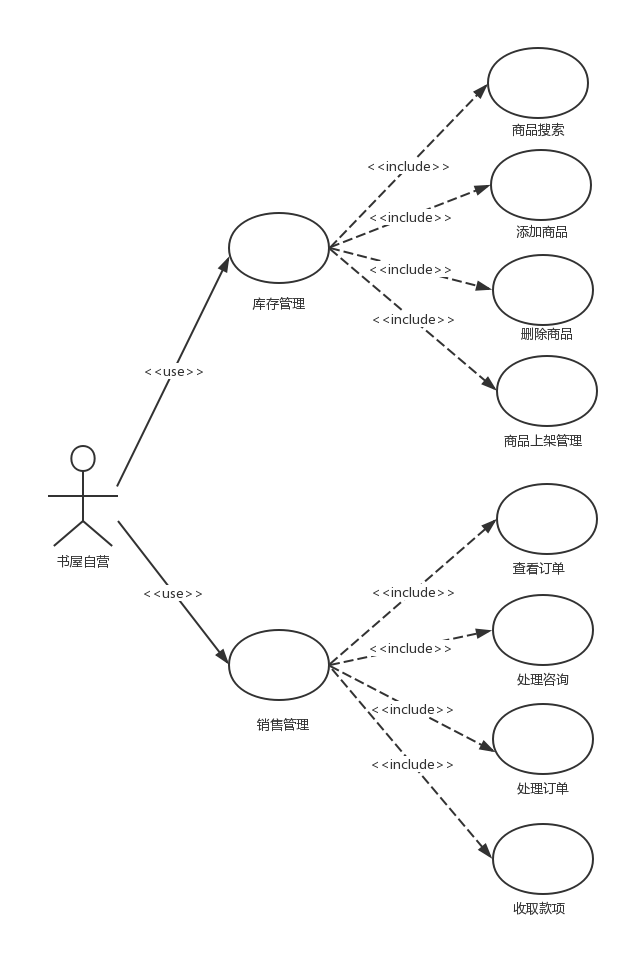 商品搜索
<<include>>
添加商品
<<include>>
<<include>>
库存管理
删除商品
<<include>>
<<use>>
商品上架管理
书屋自营
查看订单
<<use>>
<<include>>
<<include>>
处理咨询
<<include>>
销售管理
<<include>>
处理订单
收取款项